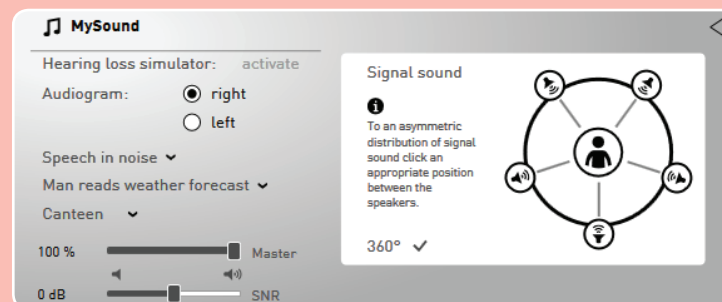 MySound
Hearing loss simulator: activate
Audiogram: right
left
Speech in noise
Man reads weather forecast
Canteen
100 % Master
0 dB SNR
Signal sound
To an asymmetric
distribution of signal
sound click an
appropriate position
between the
speakers.
360°